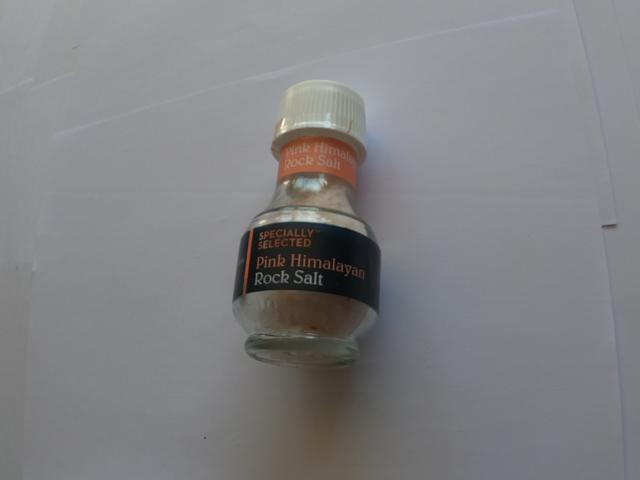 Pink Himalayan
Rock Salt
SPECIALLY
SELECTED
Pink Himalayan
Rock Salt